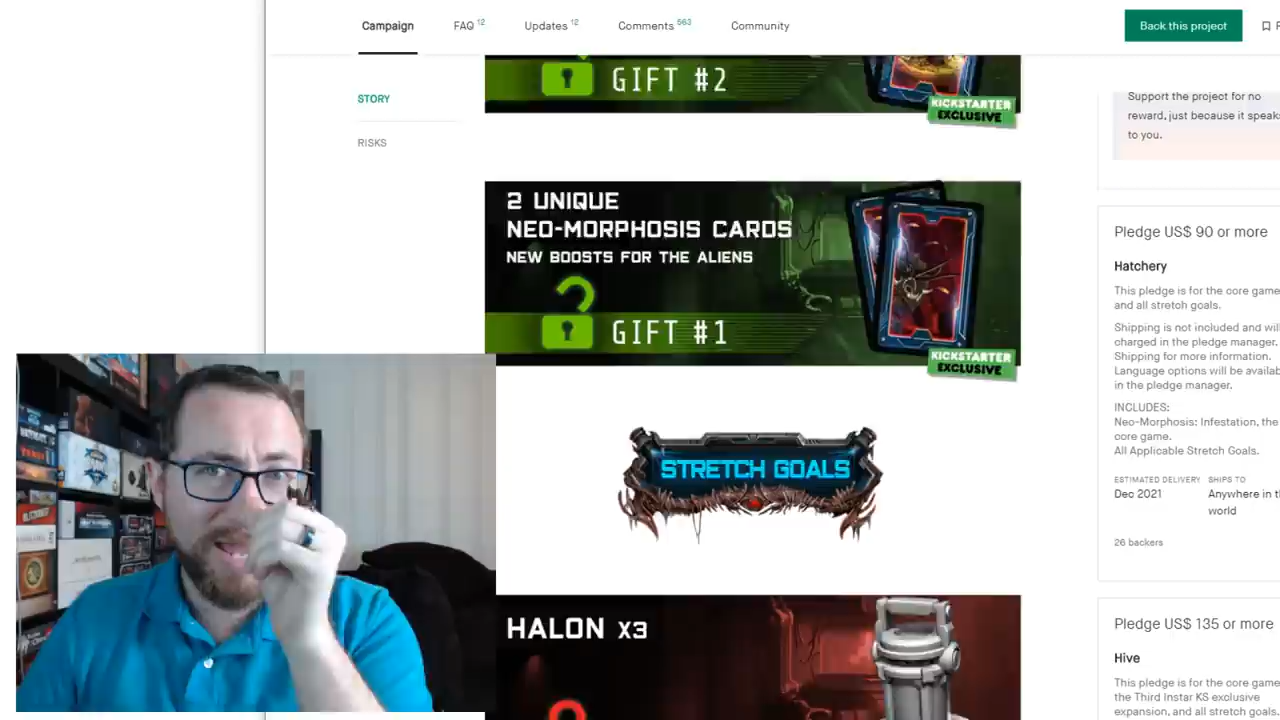 Campaign
FAQ 12
Updates 12
Comments 563
Community
Back this project
STORY
RISKS
GIFT #2
KICKSTARTER
EXCLUSIVE
2 UNIQUE
NEO-MORPHOSIS CARDS
NEW BOOSTS FOR THE ALIENS
GIFT #1
KICKSTARTER
EXCLUSIVE
STRETCH GOALS
HALON X3
Support the project for no
reward, just because it speaks
to you.
Pledge US$ 90 or more
Hatchery
This pledge is for the core game
and all stretch goals.
Shipping is not included and will
charged in the pledge manager.
Shipping for more information.
Language options will be
in the pledge manager.
INCLUDES:
Neo-Morphosis: Infestation, the
core game.
All Applicable Stretch Goals.
ESTIMATED DELIVERY
Dec 2021
SHIPS TO
Anywhere in
world
26 backers
Pledge US$ 135 or more
Hive
This pledge is for the core game
the Third Instar KS exclusive
expansion, and all stretch goals.